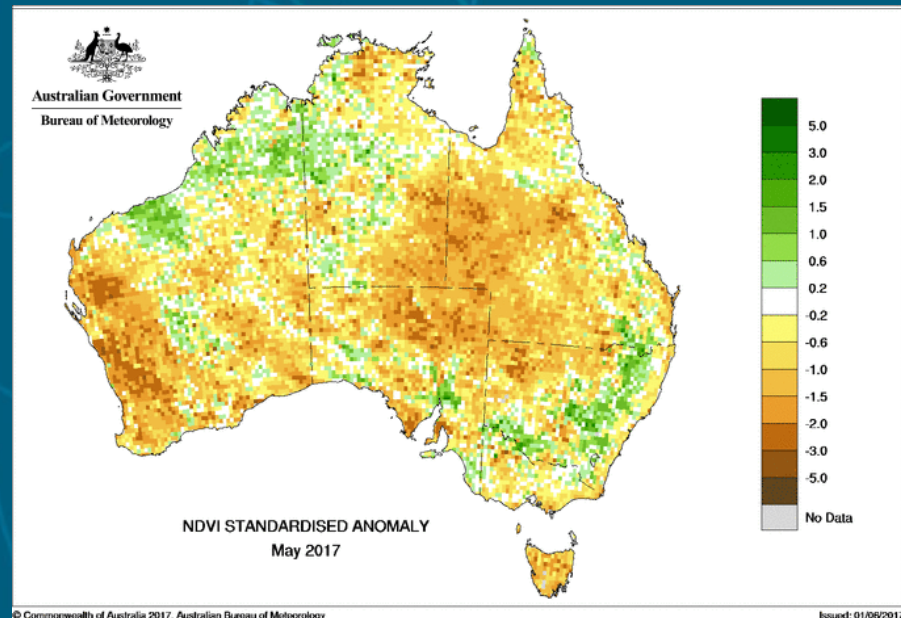 Australian Government
Bureau of Meteorology
5.0
3.0
2.0
1.5
1.0
0.6
0.2
-0.2
-0.6
-1.0
-1.5
-2.0
-3.0
-5.0
No Data
NDVI STANDARDISED ANOMALY
May 2017
© Commonwealth of Australia 2017, Australian Bureau of Meteorology
Issued: 01/06/2017